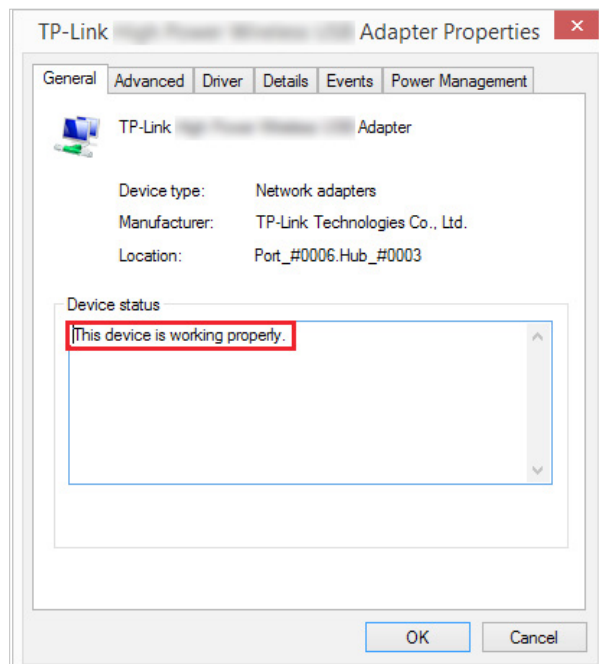 TP-Link Adapter Properties
General Advanced Driver Details Events Power Management
TP-Link Adapter
Device type: Network adapters
Manufacturer: TP-Link Technologies Co., Ltd.
Location: Port_#0006.Hub_#0003
Device status
This device is working properly.
OK Cancel